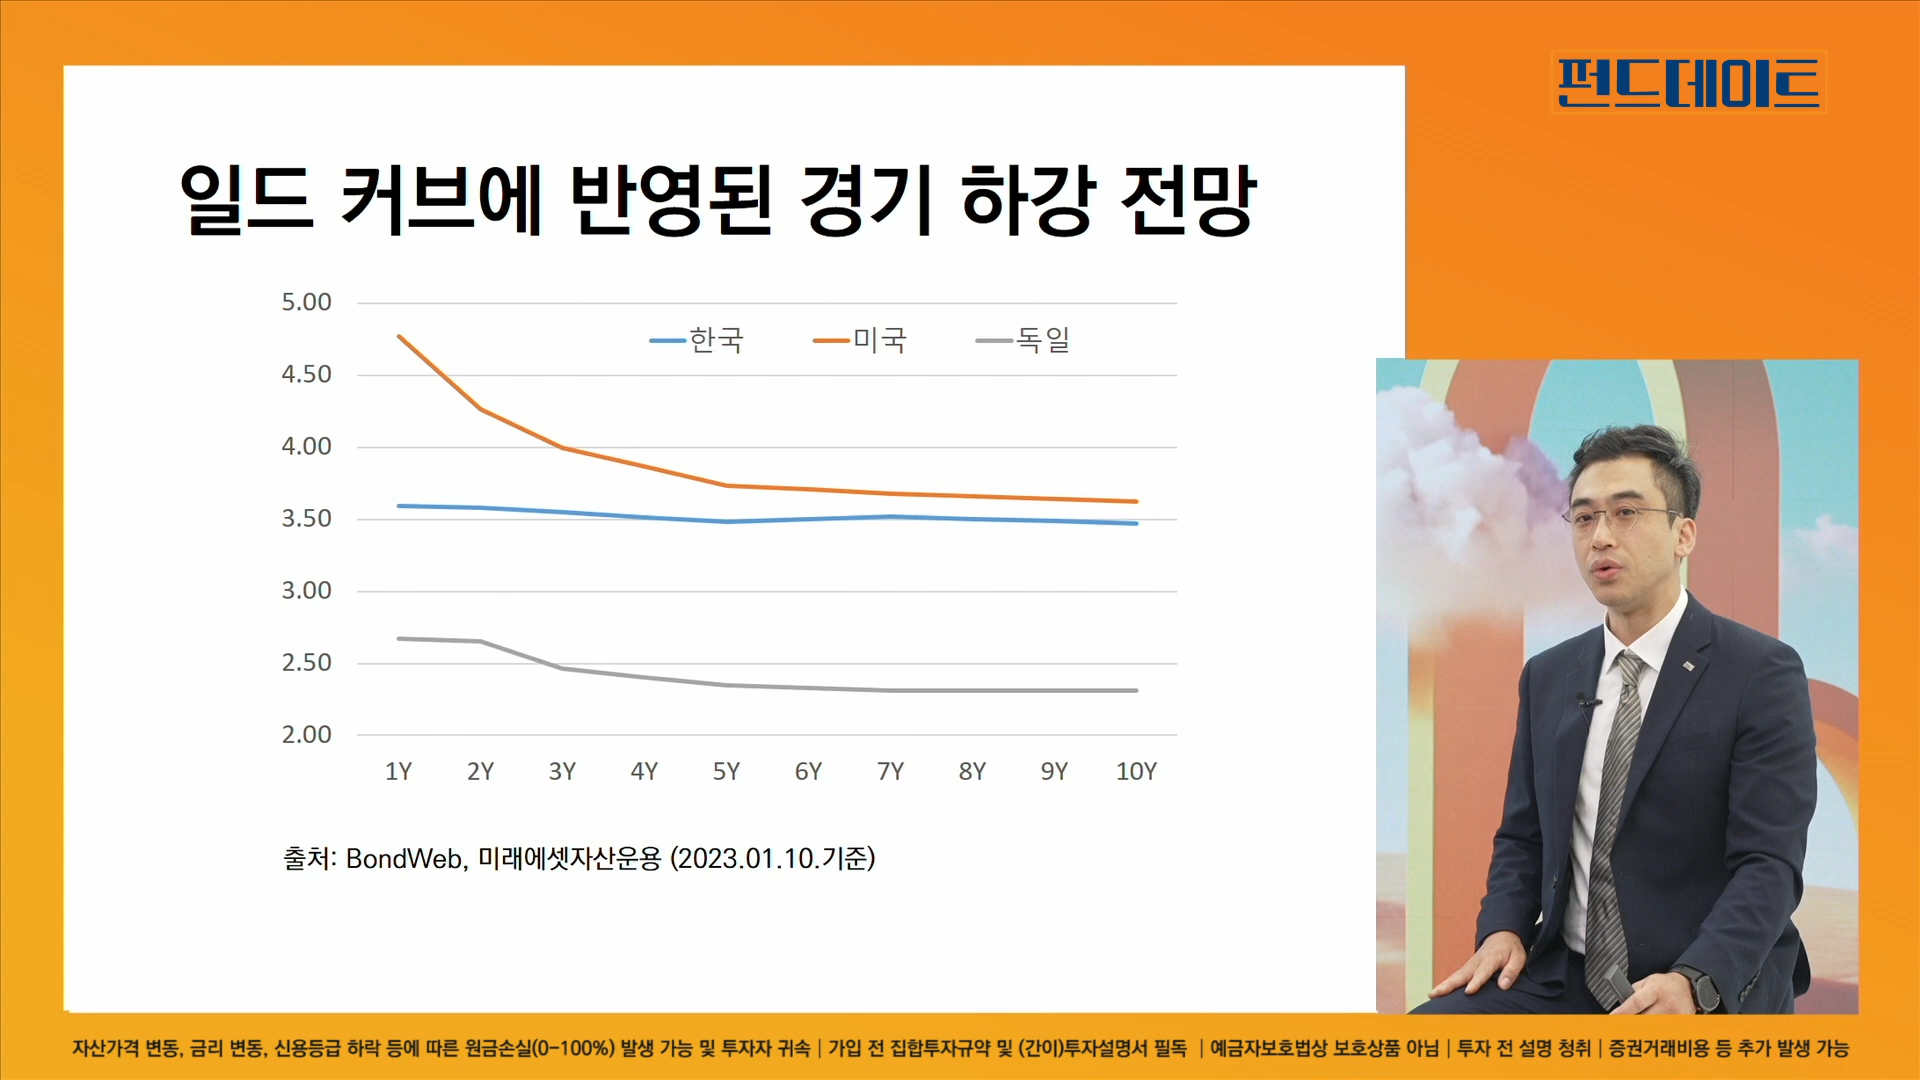 펀드데이트
일드 커브에 반영된 경기 하강 전망
5.00
4.50
4.00
3.50
3.00
2.50
2.00
한국 미국 독일
1Y 2Y 3Y 4Y 5Y 6Y 7Y 8Y 9Y 10Y
출처: BondWeb, 미래에셋자산운용 (2023.01.10.기준)
자산가격 변동, 금리 변동, 신용등급 하락 등에 따른 원금손실(0-100%) 발생 가능 및 투자자 귀속 | 가입 전 집합투자규약 및 (간이)투자설명서 필독 | 예금자보호법상 보호상품 아님 | 투자 전 설명 청취 | 증권거래비용 등 추가 발생 가능